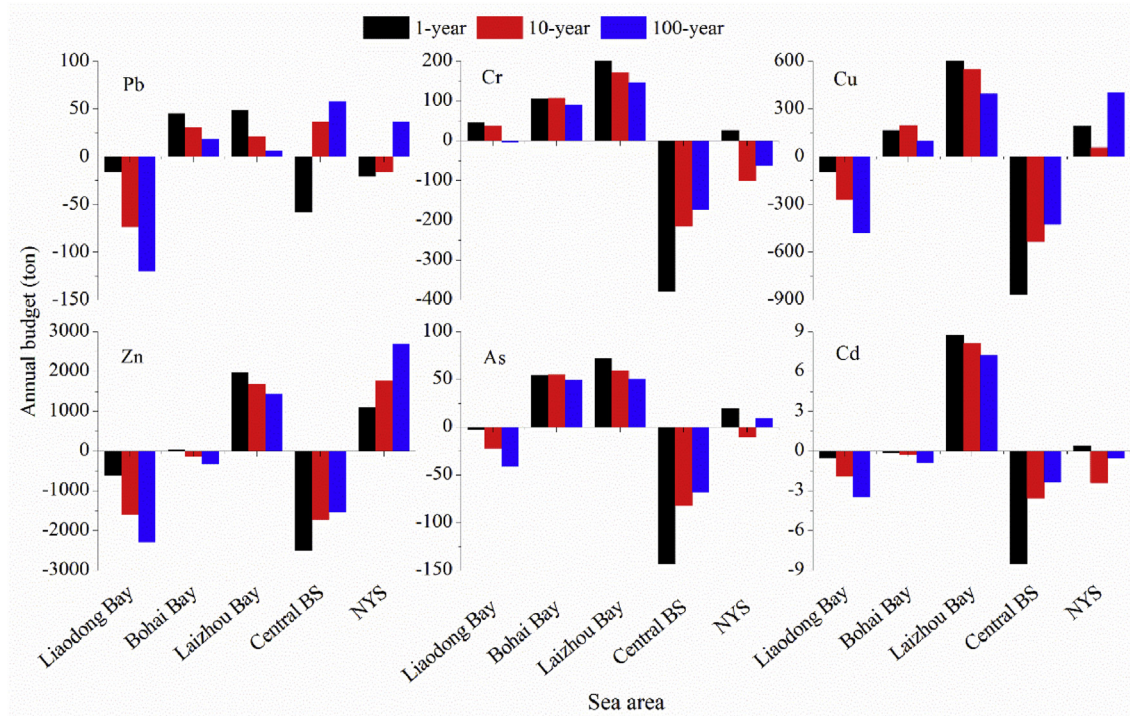 1-year 10-year 100-year
Annual budget (ton)
Pb
100
50
0
-50
-100
-150
Cr
200
100
0
-100
-200
-300
-400
Cu
600
300
0
-300
-600
-900
Zn
3000
2000
1000
0
-1000
-2000
-3000
As
100
50
0
-50
-100
-150
Cd
9
6
3
0
-3
-6
-9
Liaodong Bay
Bohai Bay
Laizhou Bay
Central BS
NYS
Liaodong Bay
Bohai Bay
Laizhou Bay
Central BS
NYS
Liaodong Bay
Bohai Bay
Laizhou Bay
Central BS
NYS
Sea area